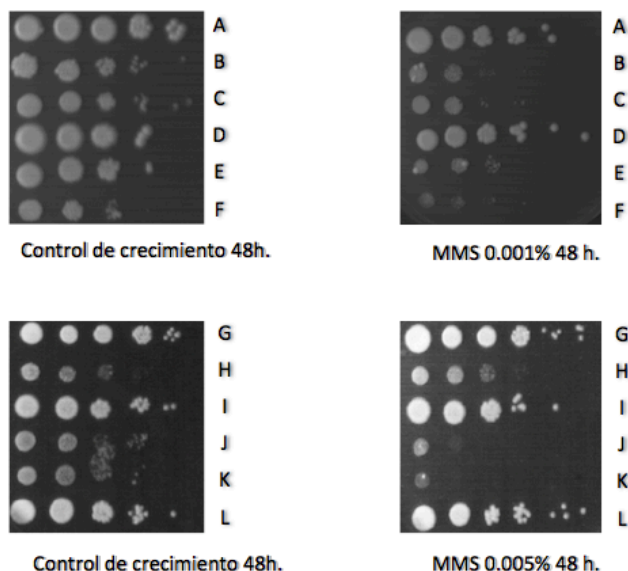 A
B
C
D
E
F
Control de crecimiento 48h.
A
B
C
D
E
F
MMS 0.001% 48 h.
G
H
I
J
K
L
Control de crecimiento 48h.
G
H
I
J
K
L
MMS 0.005% 48 h.